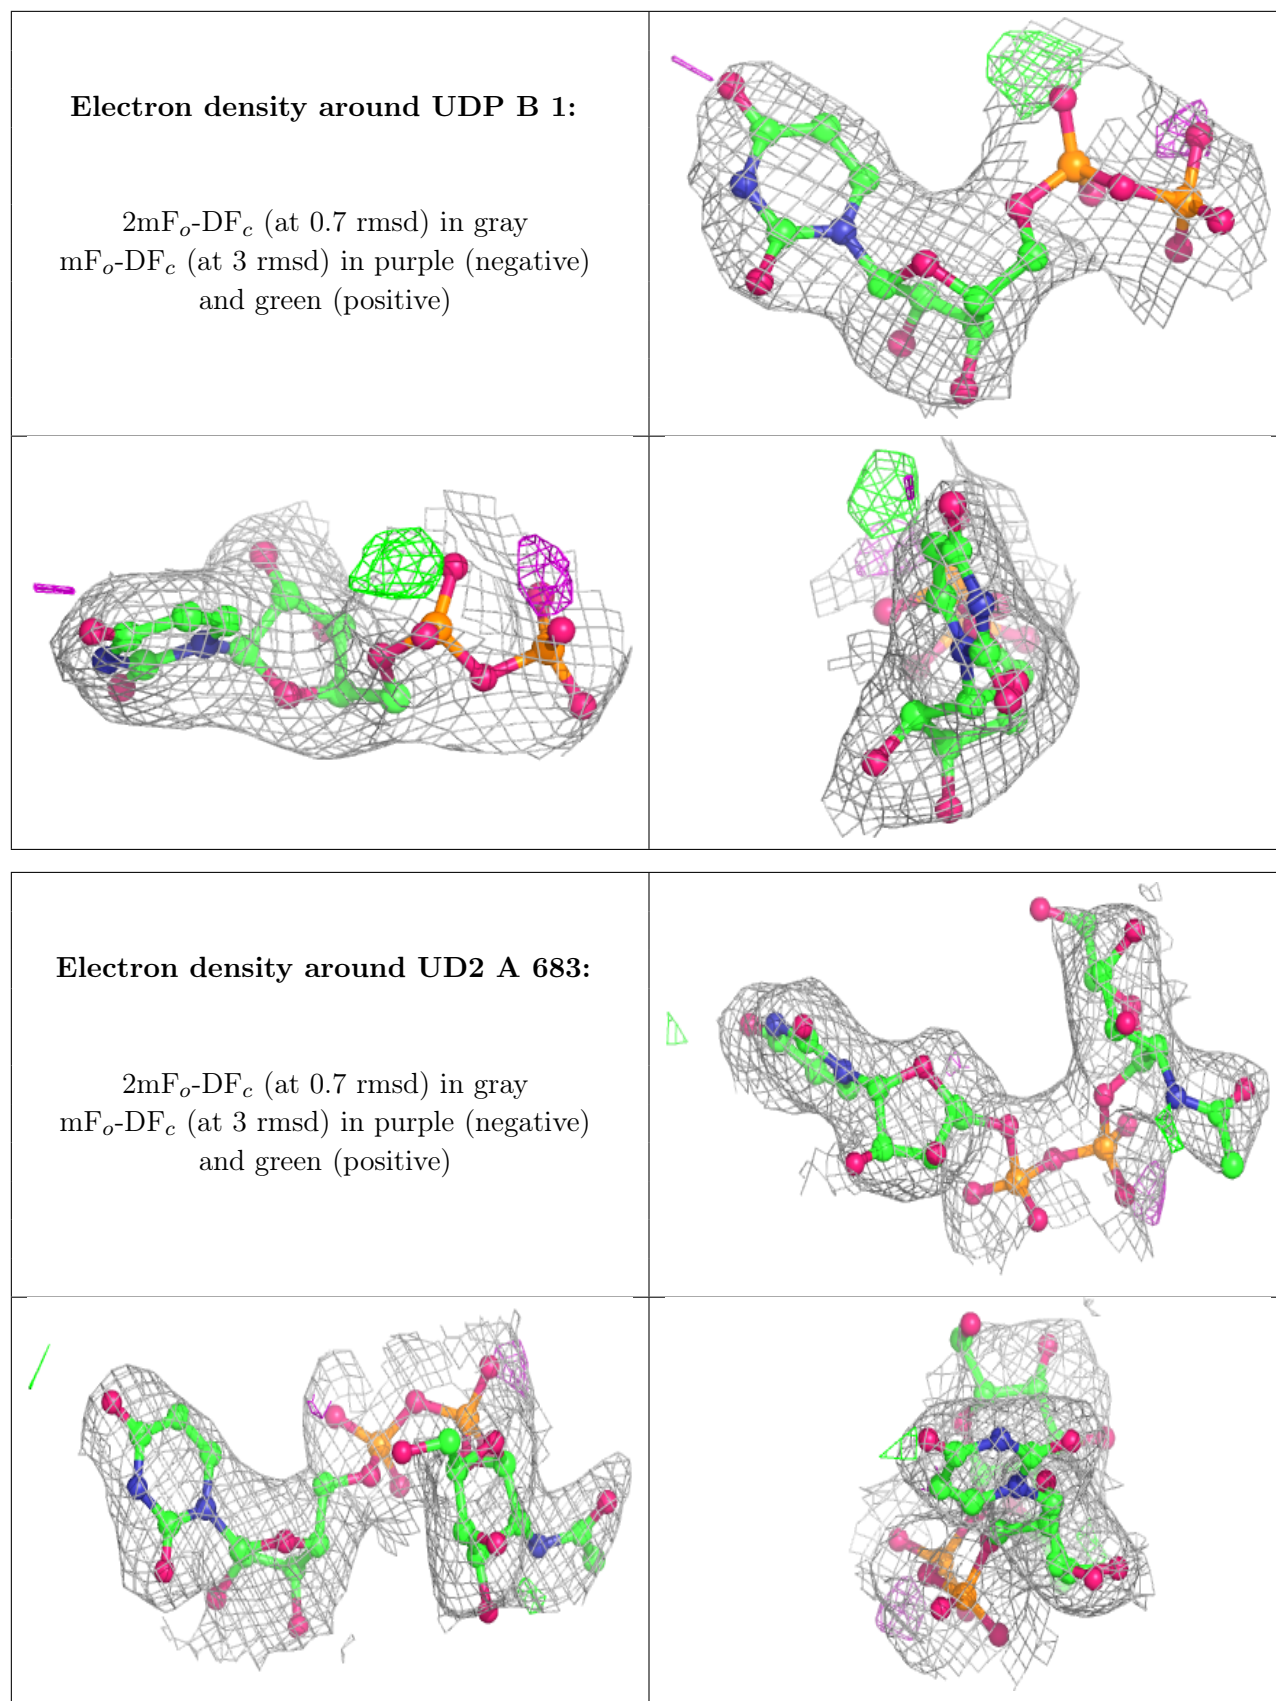 Electron density around UDP B 1:
2mFo-DFc (at 0.7 rmsd) in gray
mFo-DFc (at 3 rmsd) in purple (negative)
and green (positive)
Electron density around UD2 A 683:
2mFo-DFc (at 0.7 rmsd) in gray
mFo-DFc (at 3 rmsd) in purple (negative)
and green (positive)